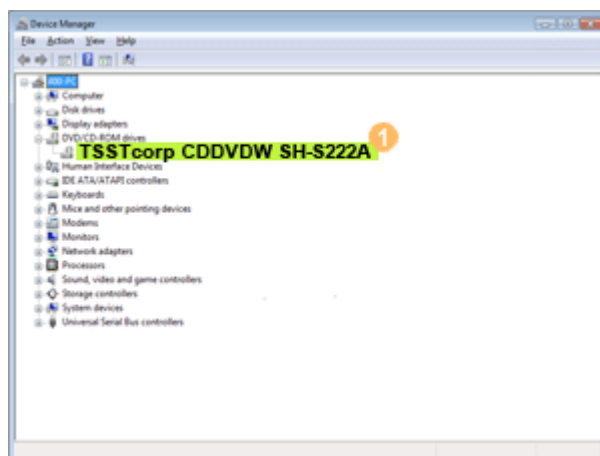 Device Manager
File Action View Help
400-PC
Computer
Disk drives
Display adapters
DVD/CD-ROM drives
TSSTcorp CDDVDW SH-S222A
1
Human Interface Devices
IDE ATA/ATAPI controllers
Keyboards
Mice and other pointing devices
Modems
Monitors
Network adapters
Processors
Sound, video and game controllers
Storage controllers
System devices
Universal Serial Bus controllers